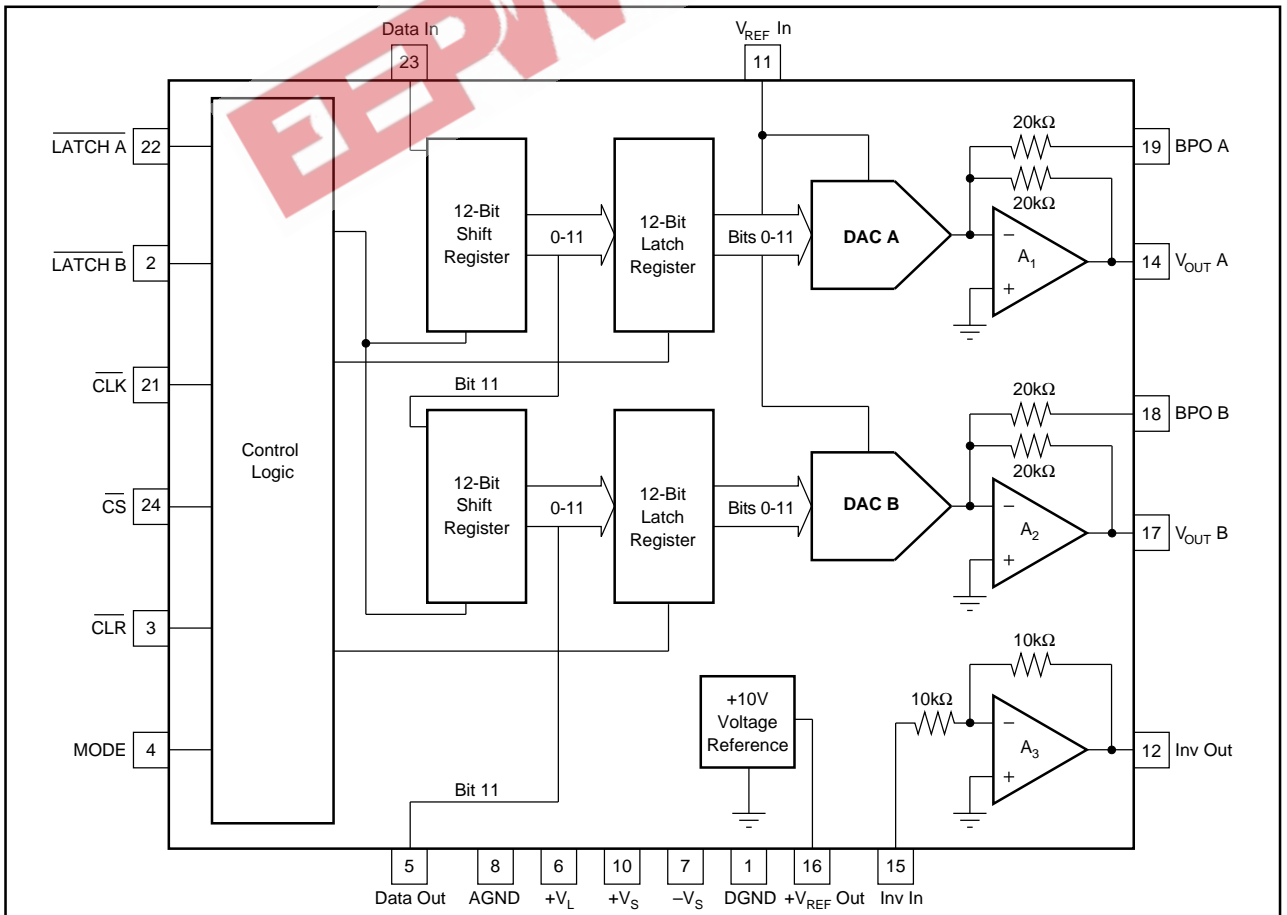 EEPW
Data In
23
V_REF In
11
LATCH A
22
LATCH B
2
CLK
21
CS
24
CLR
3
MODE
4
Control
Logic
12-Bit
Shift
Register
0-11
12-Bit
Latch
Register
Bits 0-11
DAC A
20kΩ
20kΩ
A1
−
+
19
BPO A
14
V_OUT A
Bit 11
12-Bit
Shift
Register
0-11
12-Bit
Latch
Register
Bits 0-11
DAC B
20kΩ
20kΩ
A2
−
+
18
BPO B
17
V_OUT B
+10V
Voltage
Reference
10kΩ
10kΩ
A3
−
+
12
Inv Out
Bit 11
5
Data Out
8
AGND
6
+V_L
10
+V_S
7
–V_S
1
DGND
16
+V_REF Out
15
Inv In